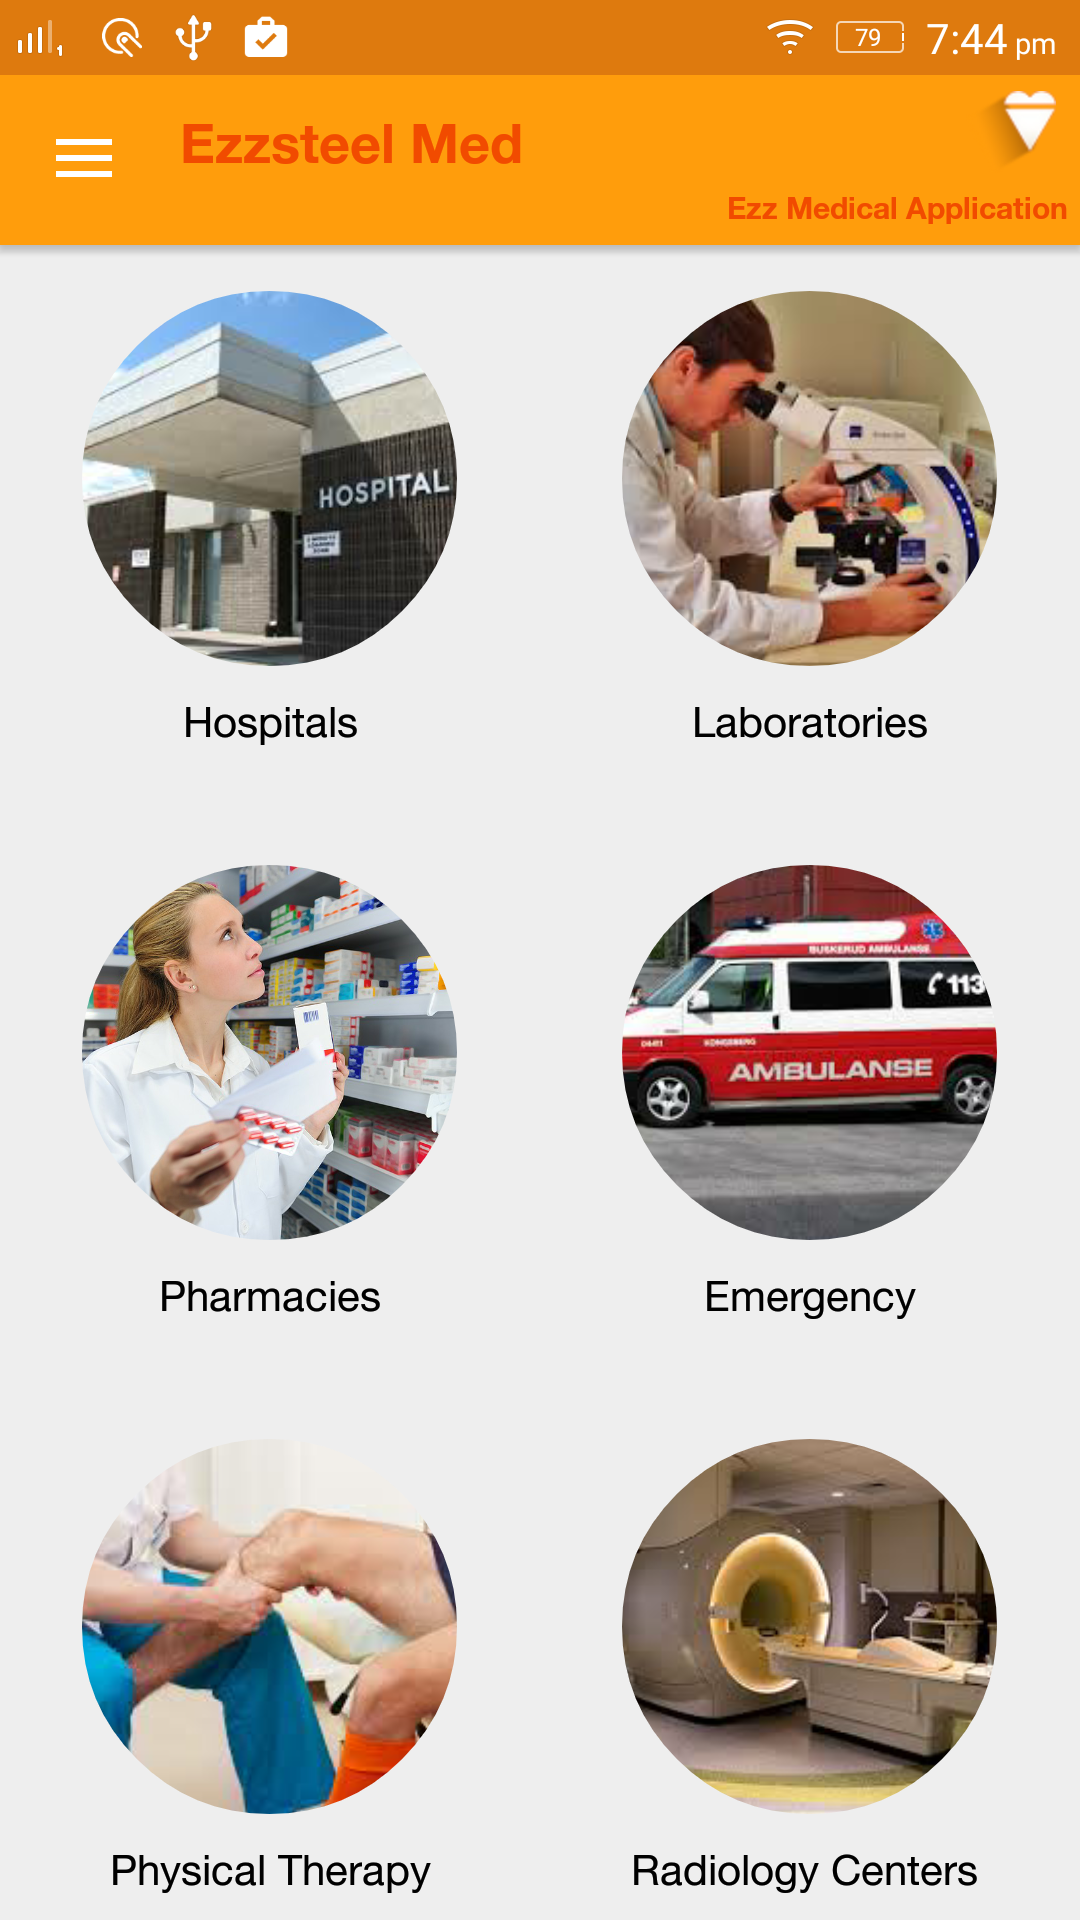 79 7:44 pm
Ezzsteel Med
Ezz Medical Application
HOSPITAL
Hospitals
Laboratories
BUSKERUD AMBULANSE
113
KONGSBERG
AMBULANSE
Pharmacies
Emergency
Physical Therapy
Radiology Centers